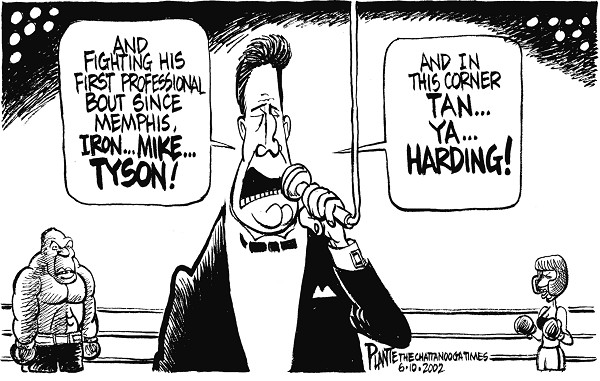 AND
FIGHTING HIS
FIRST PROFESSIONAL
BOUT SINCE
MEMPHIS,
IRON... MIKE...
TYSON!
AND IN
THIS CORNER
TAN...
YA...
HARDING!
PLANTE THE CHATTANOOGA TIMES
6-10-2002